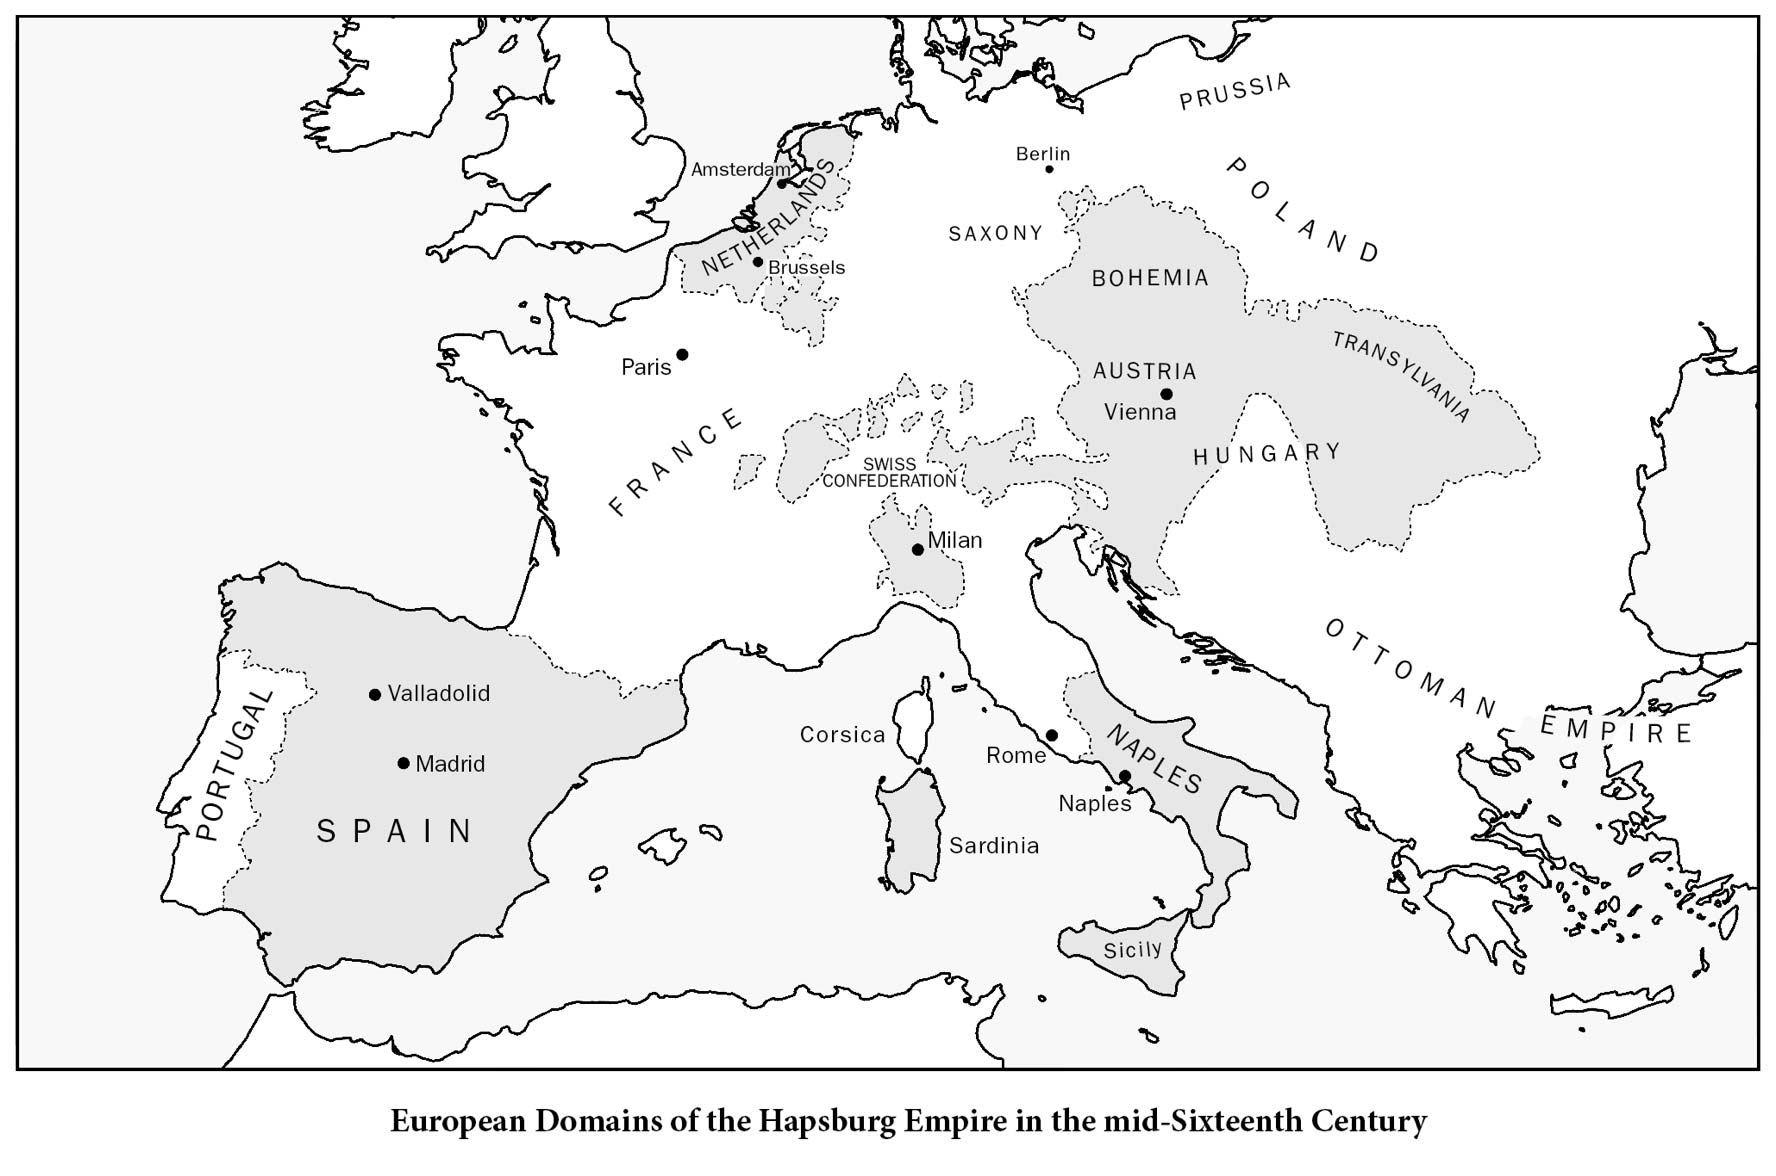 PRUSSIA
Berlin
POLAND
Amsterdam
NETHERLANDS
SAXONY
Brussels
BOHEMIA
TRANSYLVANIA
Paris
AUSTRIA
Vienna
FRANCE
HUNGARY
SWISS
CONFEDERATION
Milan
OTTOMAN
EMPIRE
Valladolid
PORTUGAL
Corsica
Rome
NAPLES
Madrid
Naples
SPAIN
Sardinia
Sicily
European Domains of the Hapsburg Empire in the mid-Sixteenth Century